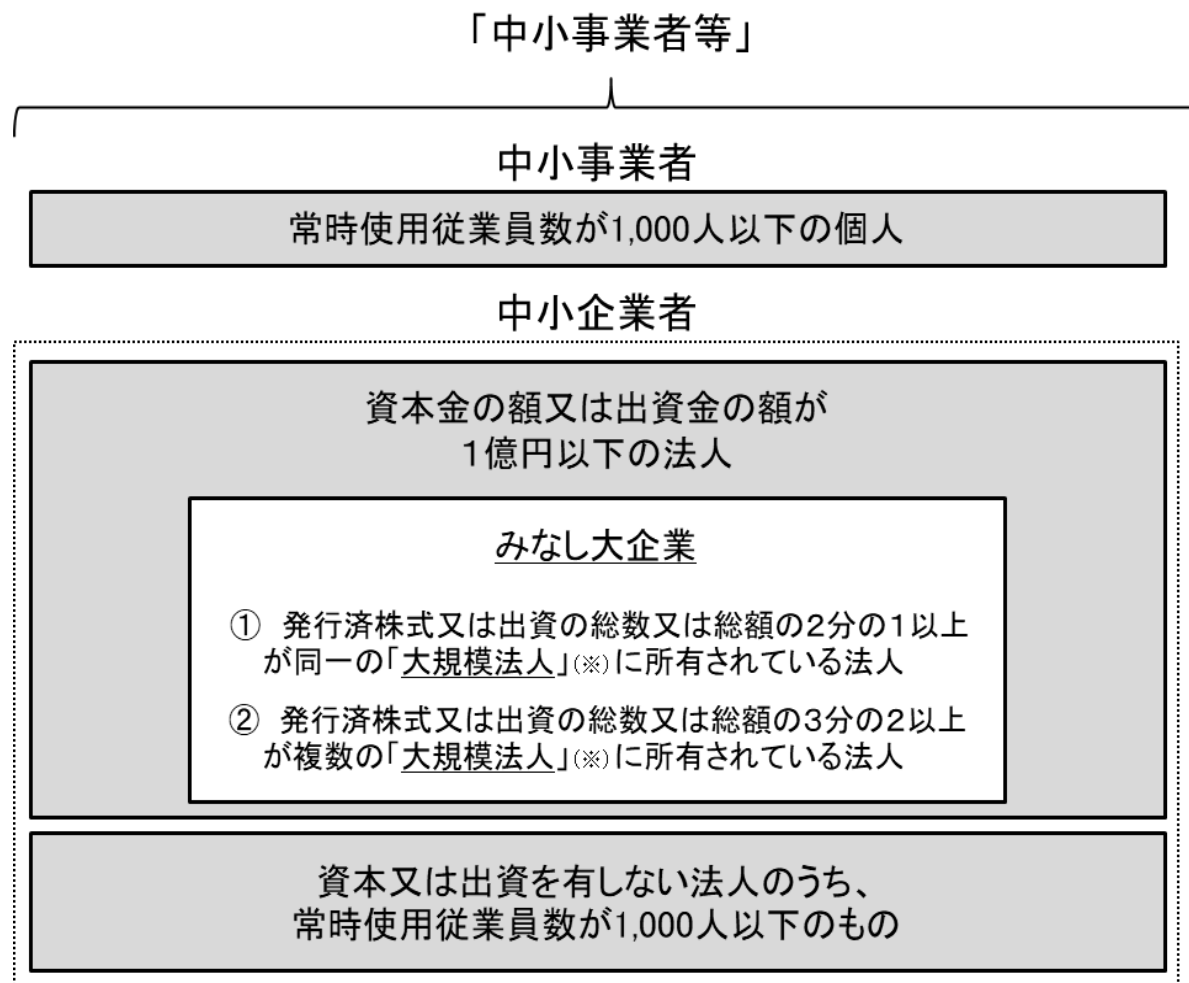 「中小事業者等」
中小事業者
常時使用従業員数が1,000人以下の個人
中小企業者
資本金の額又は出資金の額が
１億円以下の法人
みなし大企業
① 発行済株式又は出資の総数又は総額の２分の１以上
が同一の「大規模法人」(※)に所有されている法人
② 発行済株式又は出資の総数又は総額の３分の２以上
が複数の「大規模法人」(※)に所有されている法人
資本又は出資を有しない法人のうち、
常時使用従業員数が1,000人以下のもの